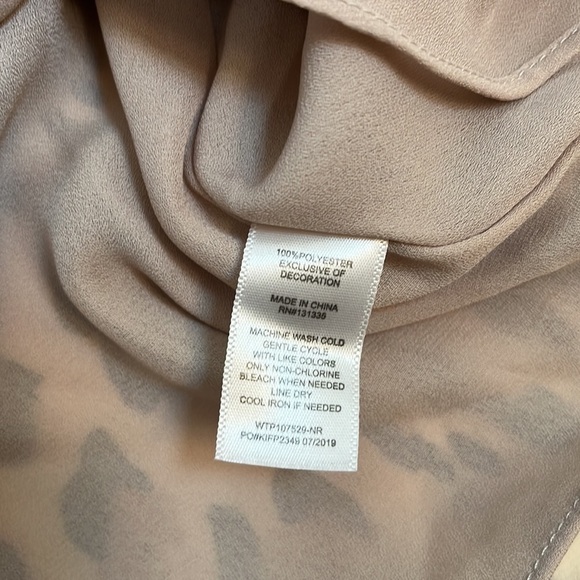 100%POLYESTER
EXCLUSIVE OF
DECORATION
MADE IN CHINA
RN#131335
MACHINE WASH COLD
GENTLE CYCLE
WITH LIKE COLORS
ONLY NON-CHLORINE
BLEACH WHEN NEEDED
LINE DRY
COOL IRON IF NEEDED
WTP107529-NR
PO#KIFP2349 07/2019